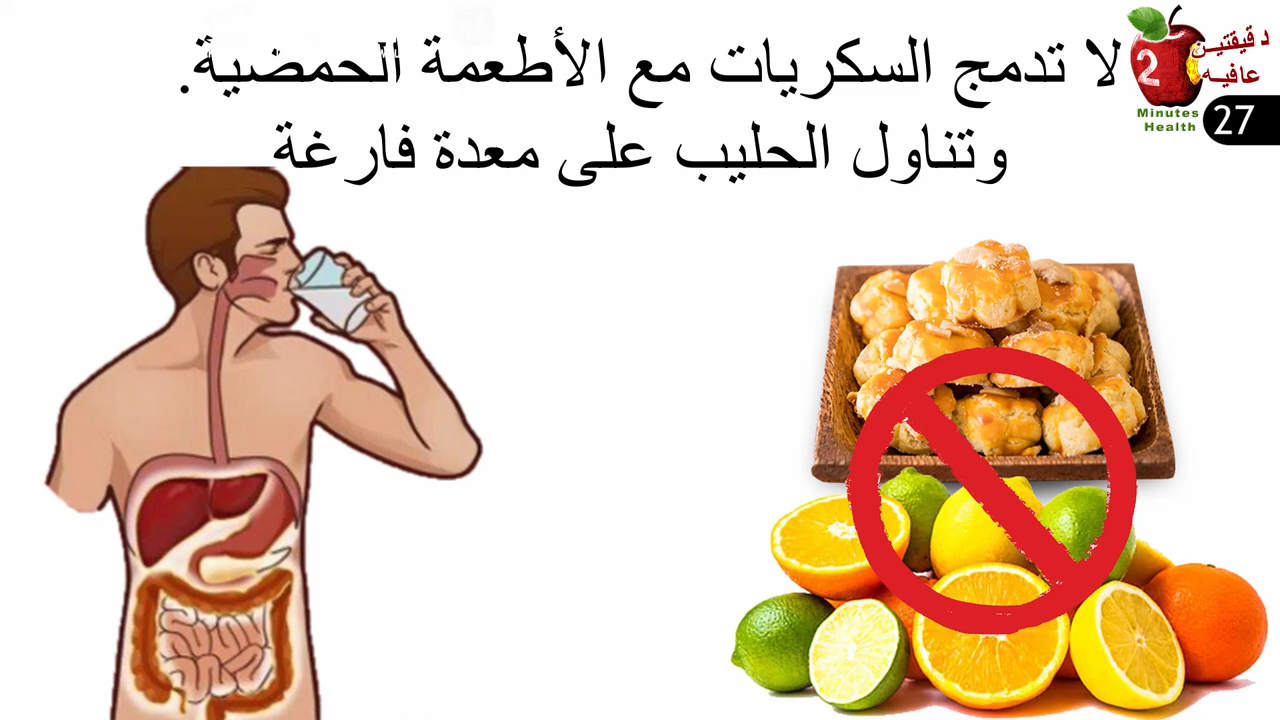 لا تدمج السكريات مع الأطعمة الحمضية.
وتناول الحليب على معدة فارغة
دقيقتين
عافيه
2
Minutes
Health
27